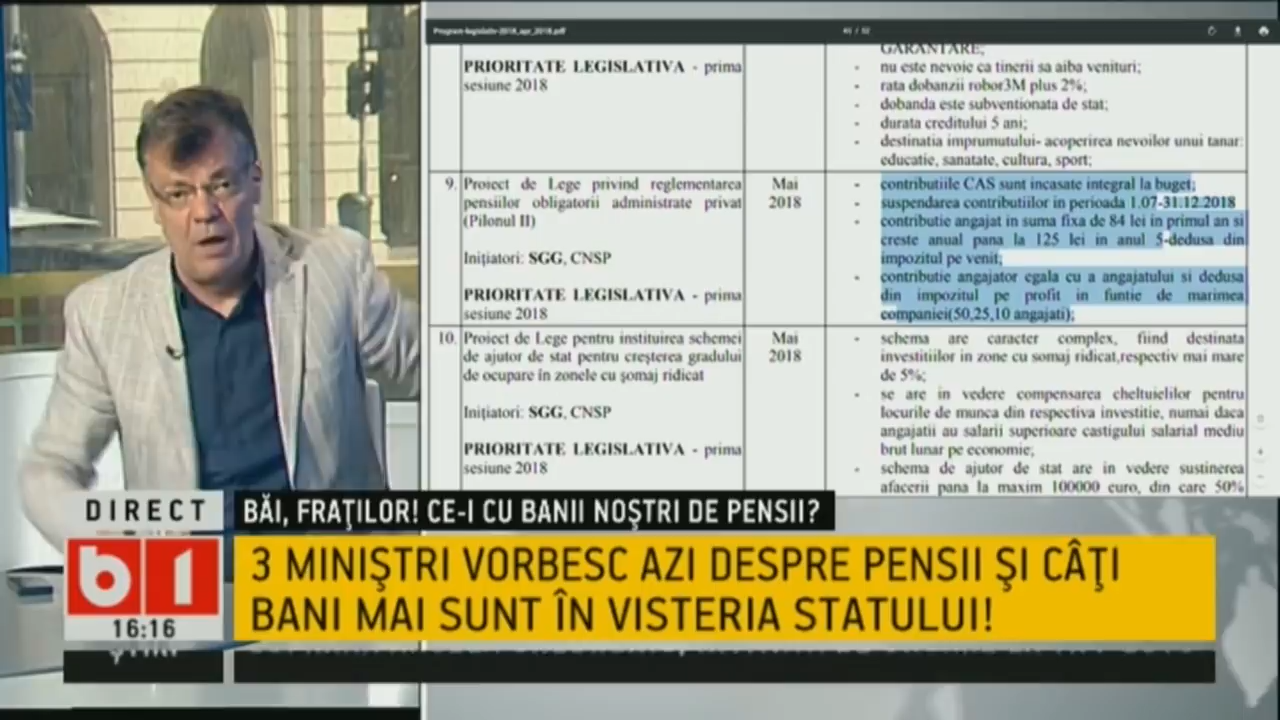 Program-legislativ-2018_apr_2018.pdf
41 / 52
GARANTARE;
PRIORITATE LEGISLATIVA - prima
sesiune 2018
- nu este nevoie ca tinerii sa aiba venituri;
- rata dobanzii robor3M plus 2%;
- dobanda este subventionata de stat;
- durata creditului 5 ani;
- destinatia imprumutului- acoperirea nevoilor unui tanar:
educatie, sanatate, cultura, sport;
9. Proiect de Lege privind reglementarea
pensiilor obligatorii administrate privat
(Pilonul II)
Iniţiatori: SGG, CNSP
PRIORITATE LEGISLATIVA - prima
sesiune 2018
Mai
2018
- contributiile CAS sunt incasate integral la buget;
- suspendarea contributiilor in perioada 1.07-31.12.2018
- contributie angajat in suma fixa de 84 lei in primul an si
creste anual pana la 125 lei in anul 5-dedusa din
impozitul pe venit;
- contributie angajator egala cu a angajatului si dedusa
din impozitul pe profit in funtie de marimea
companiei(50,25,10 angajati);
10. Proiect de Lege pentru instituirea schemei
de ajutor de stat pentru creşterea gradului
de ocupare în zonele cu şomaj ridicat
Iniţiatori: SGG, CNSP
PRIORITATE LEGISLATIVA - prima
sesiune 2018
Mai
2018
- schema are caracter complex, fiind destinata
investitiilor in zone cu somaj ridicat,respectiv mai mare
de 5%;
- se are in vedere compensarea cheltuielilor pentru
locurile de munca din respectiva investitie, numai daca
angajatii au salarii superioare castigului salarial mediu
brut lunar pe economie;
- schema de ajutor de stat are in vedere sustinerea
afacerii pana la maxim 100000 euro, din care 50%
DIRECT
BĂI, FRAŢILOR! CE-I CU BANII NOŞTRI DE PENSII?
b1
3 MINIŞTRI VORBESC AZI DESPRE PENSII ŞI CÂŢI
BANI MAI SUNT ÎN VISTERIA STATULUI!
16:16